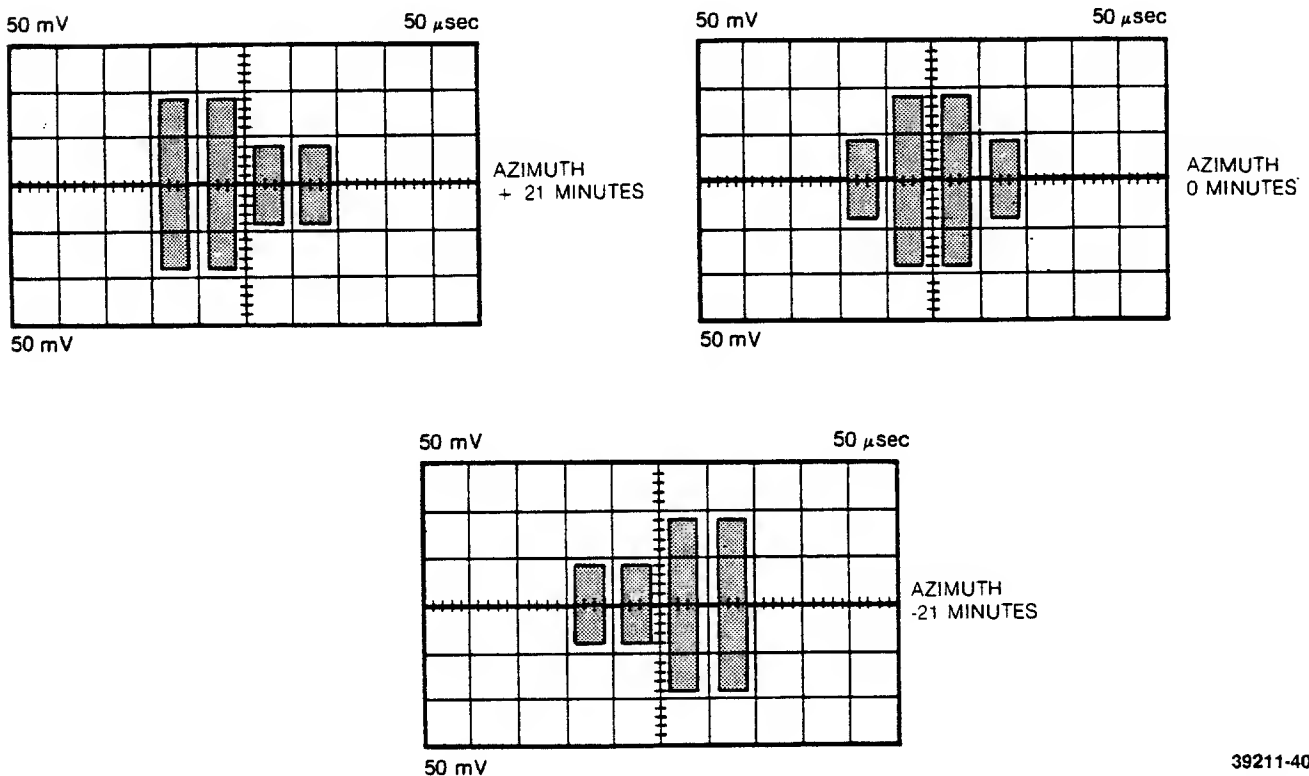 50 mV 50 μsec
AZIMUTH
+ 21 MINUTES
50 mV
50 mV 50 μsec
AZIMUTH
0 MINUTES
50 mV
50 mV 50 μsec
AZIMUTH
-21 MINUTES
50 mV
39211-40